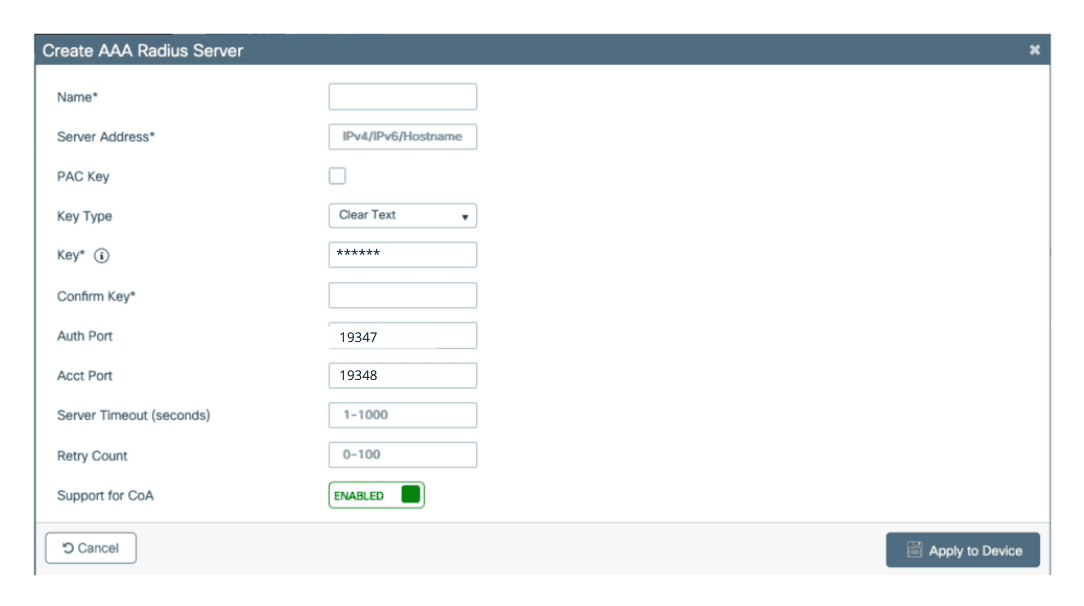 Create AAA Radius Server ✖
Name*
Server Address* IPv4/IPv6/Hostname
PAC Key
Key Type Clear Text
Key* ******
Confirm Key*
Auth Port 19347
Acct Port 19348
Server Timeout (seconds) 1-1000
Retry Count 0-100
Support for CoA ENABLED
Cancel Apply to Device